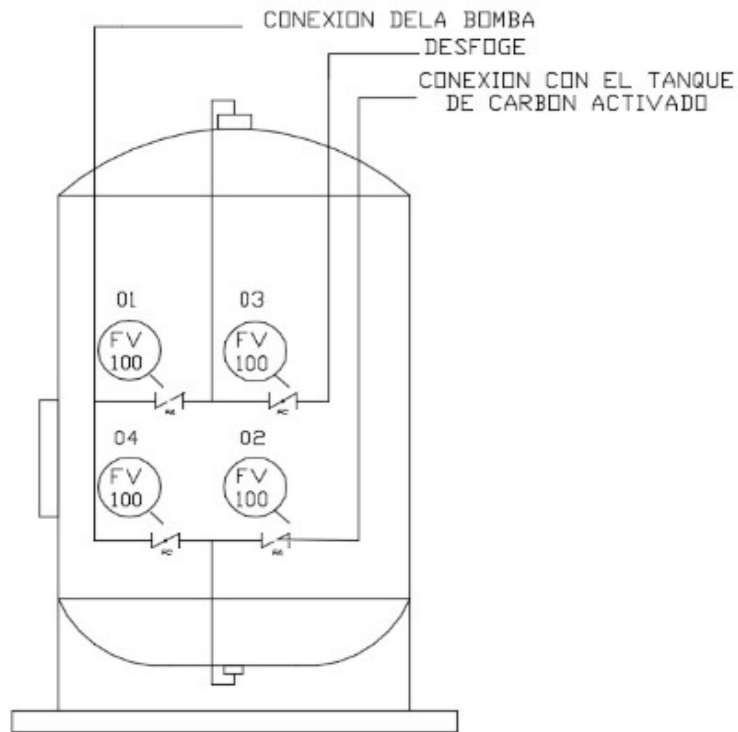 CONEXION DELA BOMBA
DESFOGE
CONEXION CON EL TANQUE
DE CARBON ACTIVADO
01
03
FV
100
FV
100
04
02
FV
100
FV
100